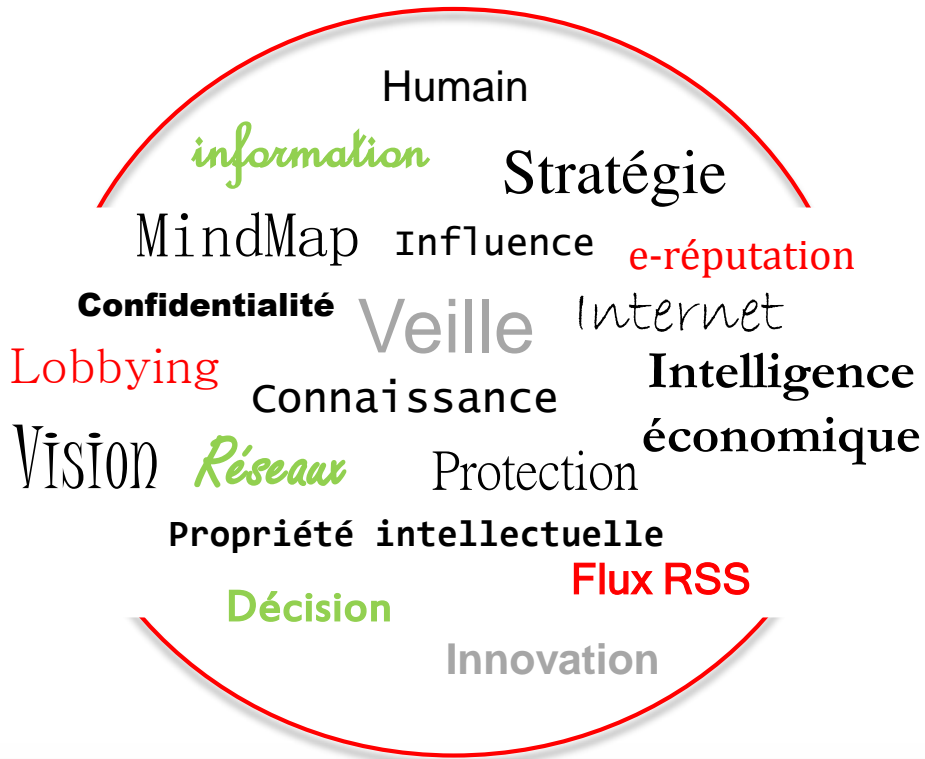 Humain
information
Stratégie
MindMap
Influence
e-réputation
Confidentialité
Veille
Internet
Lobbying
Connaissance
Intelligence
économique
Vision
Réseaux
Protection
Propriété intellectuelle
Flux RSS
Décision
Innovation